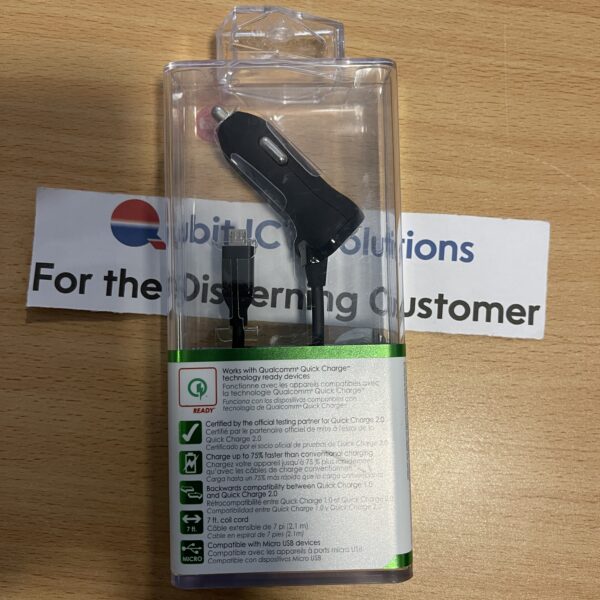 Qubit ICT Solutions
For the Discerning Customer
Works with Qualcomm® Quick Charge™
technology ready devices
Fonctionne avec les appareils compatibles avec
la technologie Qualcomm® Quick Charge™
Funciona con los dispositivos compatibles con
tecnología de Qualcomm® Quick Charge™
READY™
Certified by the official testing partner for Quick Charge 2.0
Certifié par le partenaire officiel de mise à l'essai de la
Quick Charge 2.0
Certificado por el socio oficial de pruebas de Quick Charge 2.0
Charge up to 75% faster than conventional charging
Chargez votre appareil jusqu'à 75 % plus rapidement
qu'avec les câbles de charge conventionnels
Carga hasta un 75% más rápida que la carga convencional
Backwards compatibility between Quick Charge 1.0
and Quick Charge 2.0
Rétrocompatibilité entre Quick Charge 1.0 et Quick Charge 2.0
Compatibilidad entre Quick Charge 1.0 y Quick Charge 2.0
7 ft.
7 ft. coil cord
Câble extensible de 7 pi (2,1 m)
Cable en espiral de 7 pies (2.1m)
MICRO
Compatible with Micro USB devices
Compatible avec les appareils à ports micro USB
Compatible con dispositivos Micro USB